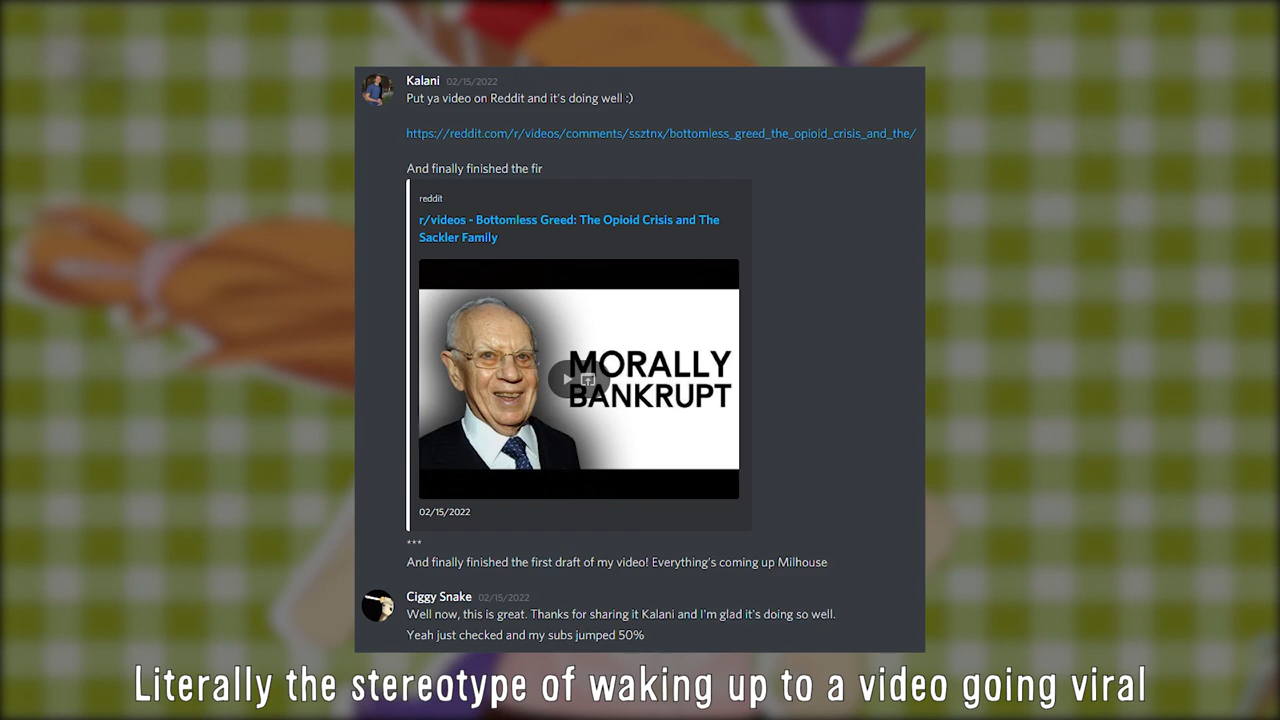 Kalani 02/15/2022
Put ya video on Reddit and it's doing well :)
https://reddit.com/r/videos/comments/ssztnx/bottomless_greed_the_opioid_crisis_and_the/
And finally finished the fir
reddit
r/videos - Bottomless Greed: The Opioid Crisis and The
Sackler Family
MORALLY
BANKRUPT
02/15/2022
***
And finally finished the first draft of my video! Everything's coming up Milhouse
Ciggy Snake 02/15/2022
Well now, this is great. Thanks for sharing it Kalani and I'm glad it's doing so well.
Yeah just checked and my subs jumped 50%
Literally the stereotype of waking up to a video going viral